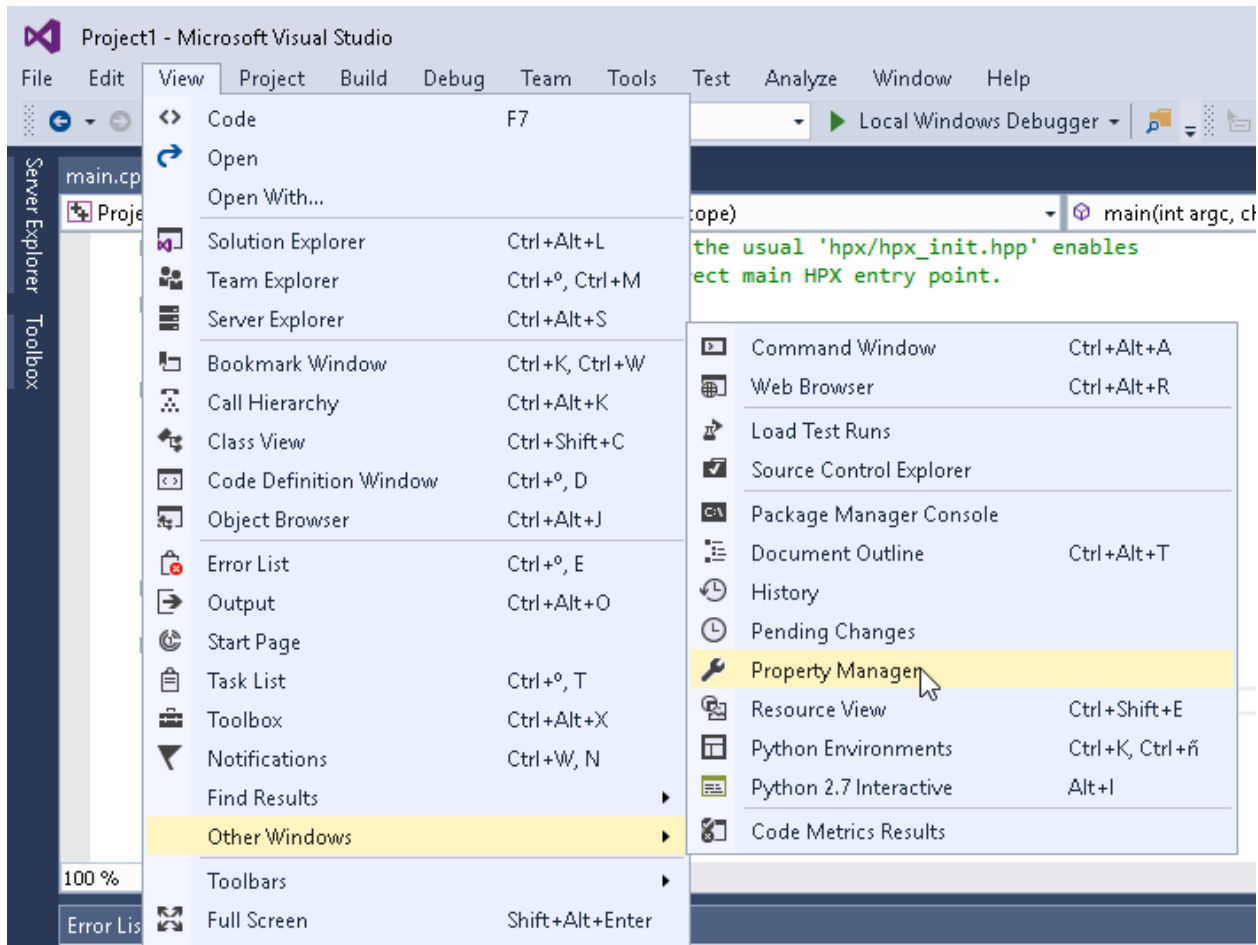 Project1 - Microsoft Visual Studio
File Edit View Project Build Debug Team Tools Test Analyze Window Help
Local Windows Debugger
Server Explorer
Toolbox
main.cp
Proje
cope)
main(int argc, ch
the usual 'hpx/hpx_init.hpp' enables
ect main HPX entry point.
Code F7
Open
Open With...
Solution Explorer Ctrl+Alt+L
Team Explorer Ctrl+º, Ctrl+M
Server Explorer Ctrl+Alt+S
Bookmark Window Ctrl+K, Ctrl+W
Call Hierarchy Ctrl+Alt+K
Class View Ctrl+Shift+C
Code Definition Window Ctrl+º, D
Object Browser Ctrl+Alt+J
Error List Ctrl+º, E
Output Ctrl+Alt+O
Start Page
Task List Ctrl+º, T
Toolbox Ctrl+Alt+X
Notifications Ctrl+W, N
Find Results
Other Windows
Toolbars
Full Screen Shift+Alt+Enter
Command Window Ctrl+Alt+A
Web Browser Ctrl+Alt+R
Load Test Runs
Source Control Explorer
Package Manager Console
Document Outline Ctrl+Alt+T
History
Pending Changes
Property Manager
Resource View Ctrl+Shift+E
Python Environments Ctrl+K, Ctrl+ñ
Python 2.7 Interactive Alt+I
Code Metrics Results
100 %
Error Lis